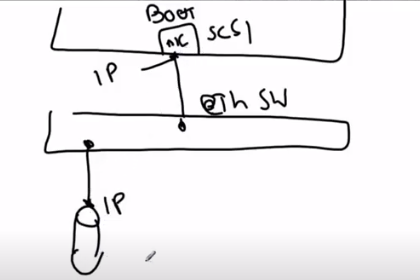 Boot
NIC SCSI
IP
eTh SW
IP